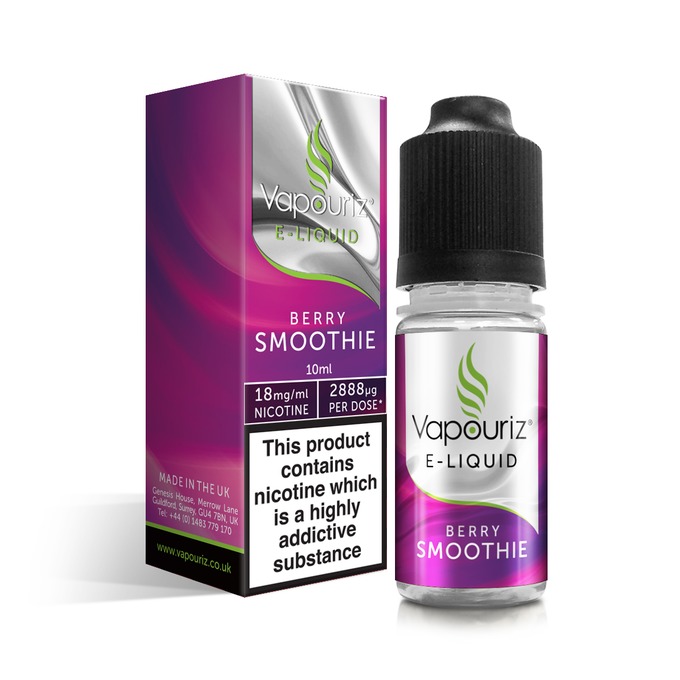 Vapouriz®
E-LIQUID
BERRY
SMOOTHIE
10ml
18mg/ml
NICOTINE
2888µg
PER DOSE*
This product
contains
nicotine which
is a highly
addictive
substance
MADE IN THE UK
Genesis House, Merrow Lane
Guildford, Surrey, GU4 7BN, UK
Tel: +44 (0) 1483 779 170
www.vapouriz.co.uk
Vapouriz®
E-LIQUID
BERRY
SMOOTHIE